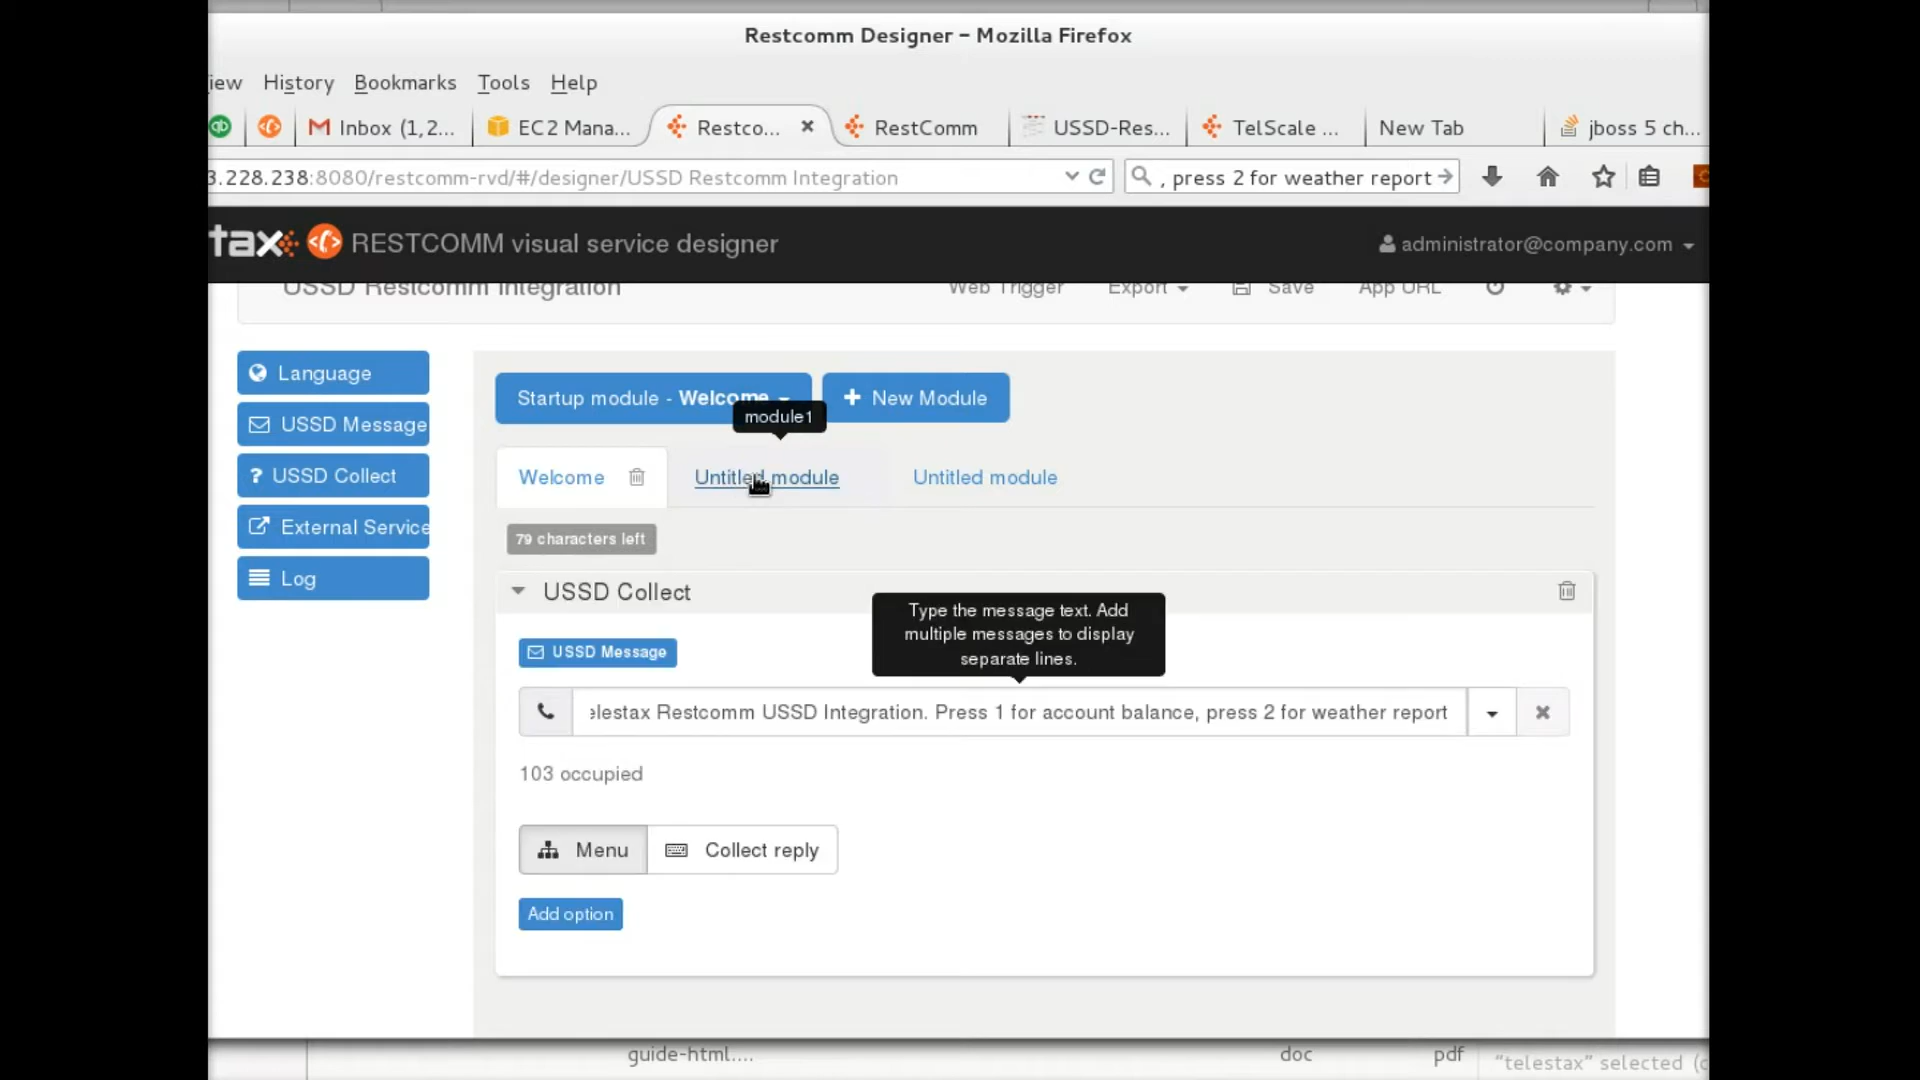 Restcomm Designer – Mozilla Firefox
iew History Bookmarks Tools Help
Inbox (1,2... EC2 Mana... Restco... RestComm USSD-Res... TelScale ... New Tab jboss 5 ch...
3.228.238:8080/restcomm-rvd/#/designer/USSD Restcomm Integration , press 2 for weather report
tax RESTCOMM visual service designer administrator@company.com
USSD Restcomm Integration Web Trigger Export Save App URL
Language
USSD Message
? USSD Collect
External Service
Log
Startup module - Welcome New Module
module1
Welcome Untitled module Untitled module
79 characters left
USSD Collect
Type the message text. Add
multiple messages to display
separate lines.
USSD Message
elestax Restcomm USSD Integration. Press 1 for account balance, press 2 for weather report
103 occupied
Menu Collect reply
Add option
guide-html.... doc pdf "telestax" selected (c